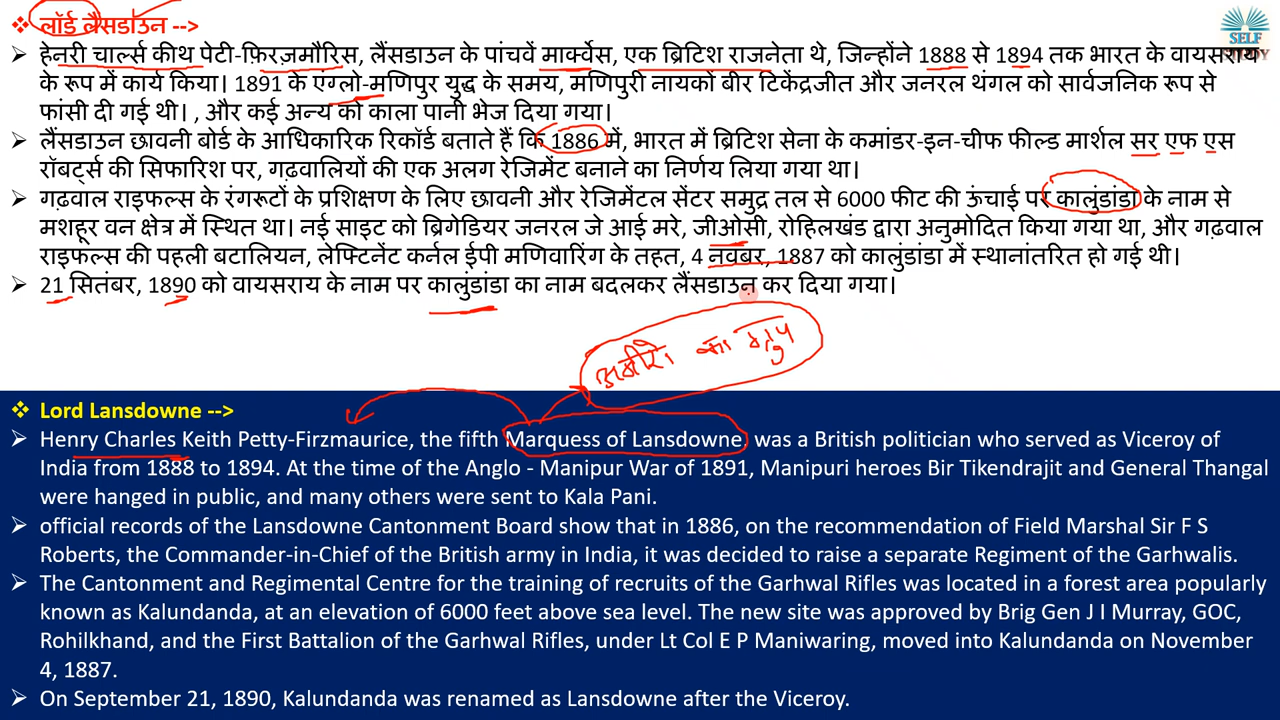 ❖ लॉर्ड लैंसडाउन -->
SELF
STUDY
➢ हेनरी चार्ल्स कीथ पेटी-फ़िरज़मौरिस, लैंसडाउन के पांचवें मार्क्वेस, एक ब्रिटिश राजनेता थे, जिन्होंने 1888 से 1894 तक भारत के वायसराय
के रूप में कार्य किया। 1891 के एंग्लो-मणिपुर युद्ध के समय, मणिपुरी नायकों बीर टिकेंद्रजीत और जनरल थंगल को सार्वजनिक रूप से
फांसी दी गई थी। , और कई अन्य को काला पानी भेज दिया गया।
➢ लैंसडाउन छावनी बोर्ड के आधिकारिक रिकॉर्ड बताते हैं कि 1886 में, भारत में ब्रिटिश सेना के कमांडर-इन-चीफ फील्ड मार्शल सर एफ एस
रॉबर्ट्स की सिफारिश पर, गढ़वालियों की एक अलग रेजिमेंट बनाने का निर्णय लिया गया था।
➢ गढ़वाल राइफल्स के रंगरूटों के प्रशिक्षण के लिए छावनी और रेजिमेंटल सेंटर समुद्र तल से 6000 फीट की ऊंचाई पर कालुंडांडा के नाम से
मशहूर वन क्षेत्र में स्थित था। नई साइट को ब्रिगेडियर जनरल जे आई मरे, जीओसी, रोहिलखंड द्वारा अनुमोदित किया गया था, और गढ़वाल
राइफल्स की पहली बटालियन, लेफ्टिनेंट कर्नल ईपी मणिवारिंग के तहत, 4 नवंबर, 1887 को कालुंडांडा में स्थानांतरित हो गई थी।
➢ 21 सितंबर, 1890 को वायसराय के नाम पर कालुंडांडा का नाम बदलकर लैंसडाउन कर दिया गया।
का
❖ Lord Lansdowne -->
➢ Henry Charles Keith Petty-Firzmaurice, the fifth Marquess of Lansdowne, was a British politician who served as Viceroy of
India from 1888 to 1894. At the time of the Anglo - Manipur War of 1891, Manipuri heroes Bir Tikendrajit and General Thangal
were hanged in public, and many others were sent to Kala Pani.
➢ official records of the Lansdowne Cantonment Board show that in 1886, on the recommendation of Field Marshal Sir F S
Roberts, the Commander-in-Chief of the British army in India, it was decided to raise a separate Regiment of the Garhwalis.
➢ The Cantonment and Regimental Centre for the training of recruits of the Garhwal Rifles was located in a forest area popularly
known as Kalundanda, at an elevation of 6000 feet above sea level. The new site was approved by Brig Gen J I Murray, GOC,
Rohilkhand, and the First Battalion of the Garhwal Rifles, under Lt Col E P Maniwaring, moved into Kalundanda on November
4, 1887.
➢ On September 21, 1890, Kalundanda was renamed as Lansdowne after the Viceroy.